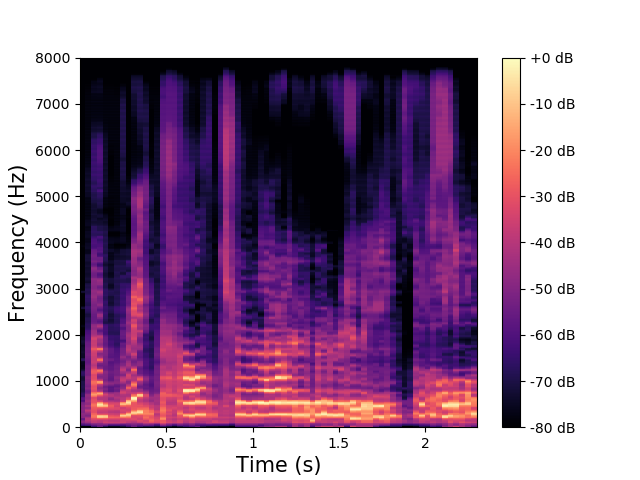 8000
7000
6000
5000
4000
3000
2000
1000
0
Frequency (Hz)
0
0.5
1
1.5
2
Time (s)
+0 dB
-10 dB
-20 dB
-30 dB
-40 dB
-50 dB
-60 dB
-70 dB
-80 dB